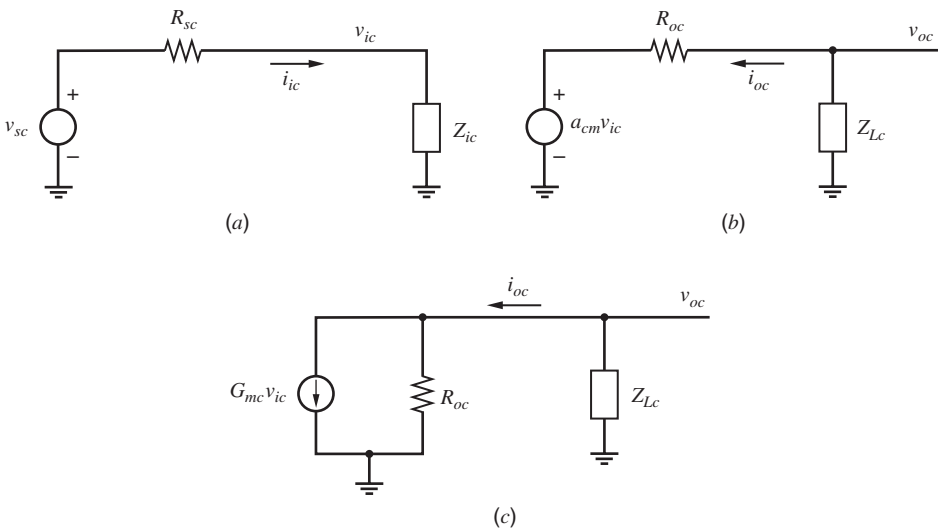 R_sc
v_ic
i_ic
+
v_sc
−
Z_ic
(a)
R_oc
v_oc
i_oc
+
a_cm v_ic
−
Z_Lc
(b)
i_oc
v_oc
G_mc v_ic
R_oc
Z_Lc
(c)